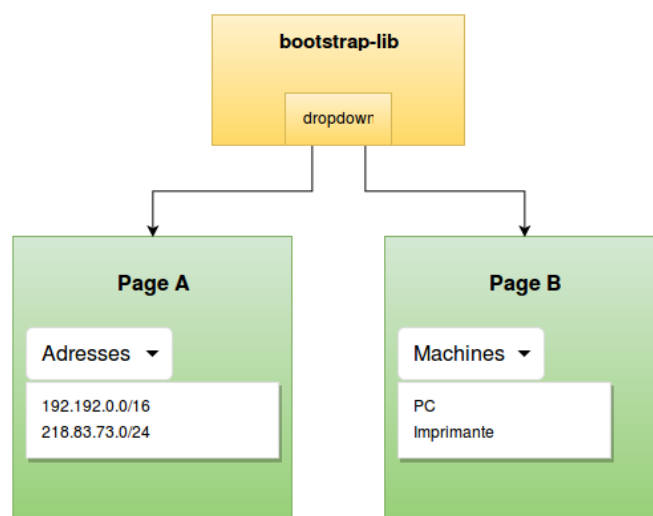 bootstrap-lib
dropdown
Page A
Adresses
192.192.0.0/16
218.83.73.0/24
Page B
Machines
PC
Imprimante